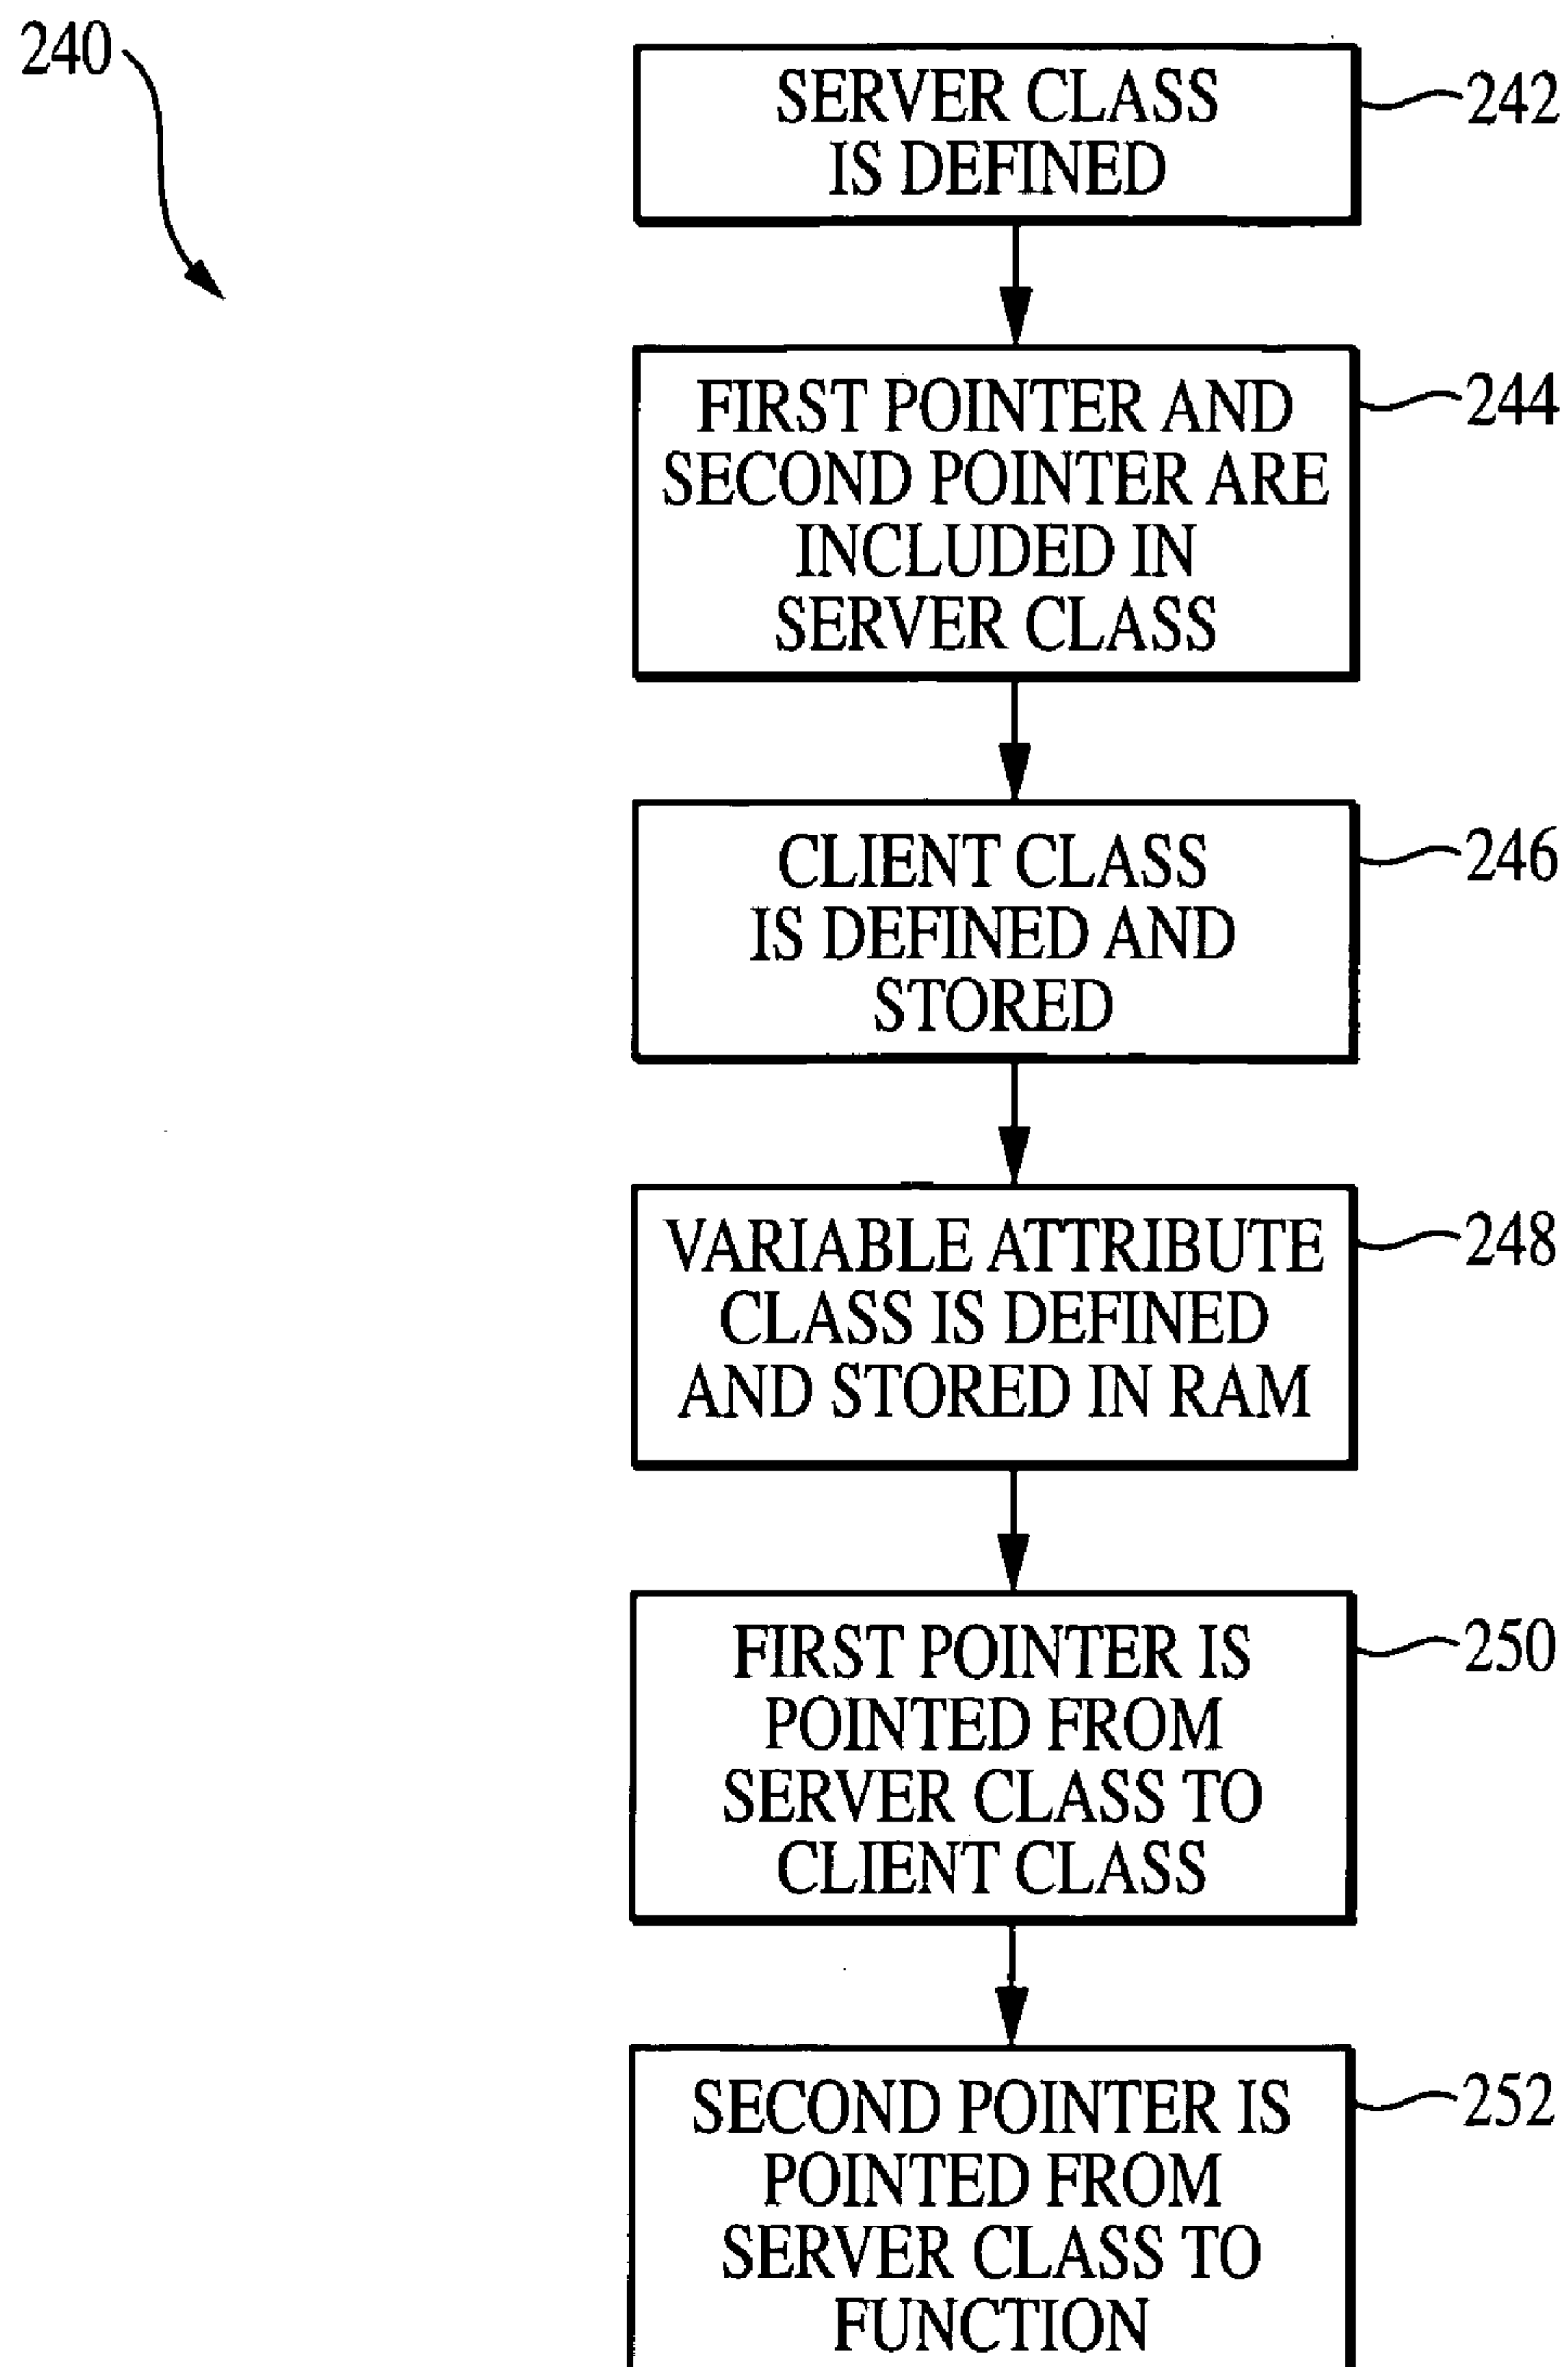 240
SERVER CLASS
IS DEFINED
242
FIRST POINTER AND
SECOND POINTER ARE
INCLUDED IN
SERVER CLASS
244
CLIENT CLASS
IS DEFINED AND
STORED
246
VARIABLE ATTRIBUTE
CLASS IS DEFINED
AND STORED IN RAM
248
FIRST POINTER IS
POINTED FROM
SERVER CLASS TO
CLIENT CLASS
250
SECOND POINTER IS
POINTED FROM
SERVER CLASS TO
FUNCTION
252